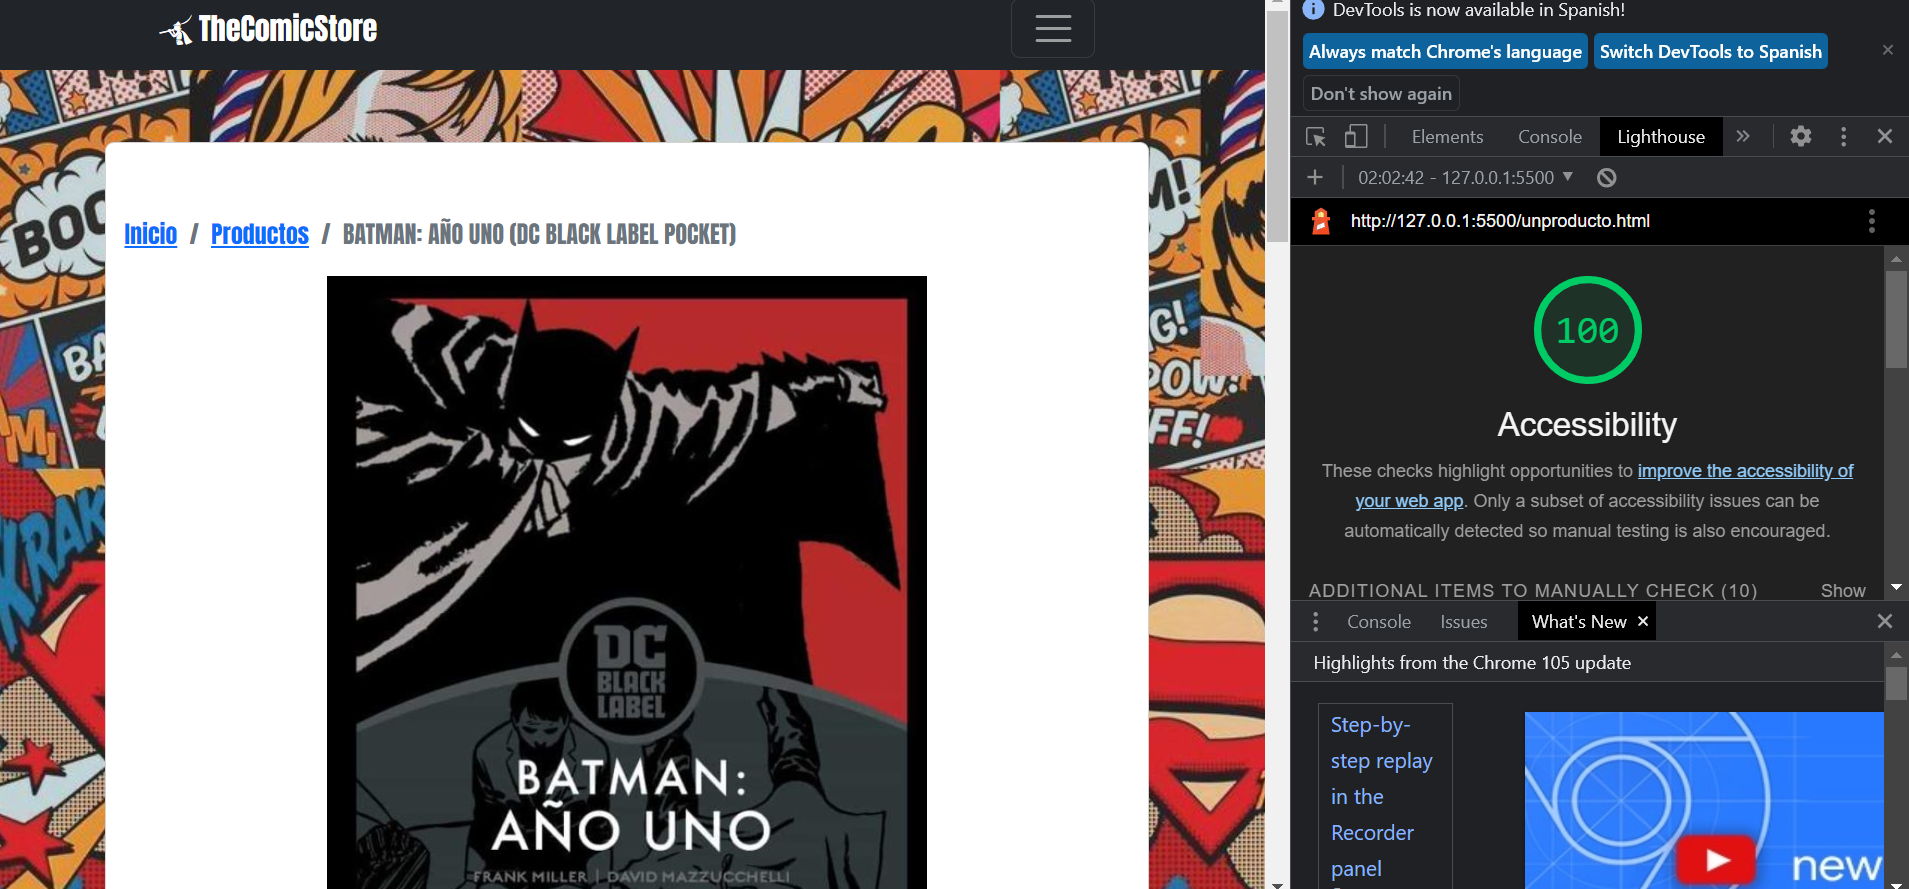 TheComicStore
BOO
M!
Inicio / Productos / BATMAN: AÑO UNO (DC BLACK LABEL POCKET)
G!
POW!
FF!
KRAK
DC
BLACK
LABEL
BATMAN:
AÑO UNO
FRANK MILLER | DAVID MAZZUCCHELLI
DevTools is now available in Spanish!
Always match Chrome's language
Switch DevTools to Spanish
Don't show again
Elements
Console
Lighthouse
02:02:42 - 127.0.0.1:5500
http://127.0.0.1:5500/unproducto.html
100
Accessibility
These checks highlight opportunities to improve the accessibility of
your web app. Only a subset of accessibility issues can be
automatically detected so manual testing is also encouraged.
ADDITIONAL ITEMS TO MANUALLY CHECK (10)
Show
Console
Issues
What's New
Highlights from the Chrome 105 update
Step-by-
step replay
in the
Recorder
panel
new